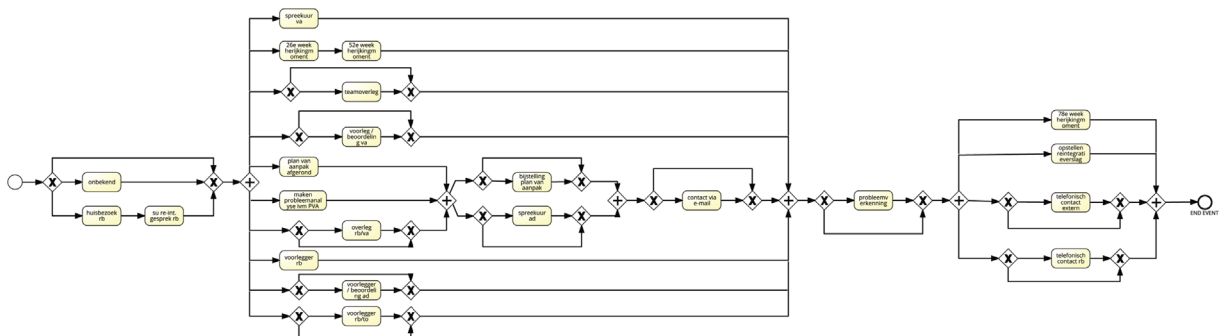 spreekuur
va
26e week
herijkingm
oment
52e week
herijkingm
oment
teamoverleg
voorleg /
beoordelin
g va
onbekend
huisbezoek
rb
su re-int.
gesprek rb
plan van
aanpak
afgerond
maken
probleemanal
yse ivm PVA
overleg
rb/va
bijstelling
plan van
aanpak
spreekuur
ad
contact via
e-mail
voorlegger
rb
voorlegger
/ beoordeli
ng ad
voorlegger
rb/to
probleemv
erkenning
78e week
herijkingm
oment
opstellen
reintegrati
everslag
telefonisch
contact
extern
telefonisch
contact rb
END EVENT